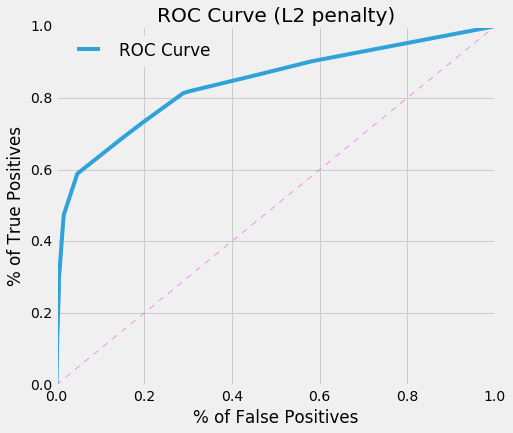 ROC Curve (L2 penalty)
1.0
ROC Curve
0.8
0.6
0.4
0.2
0.0
% of True Positives
0.0 0.2 0.4 0.6 0.8 1.0
% of False Positives